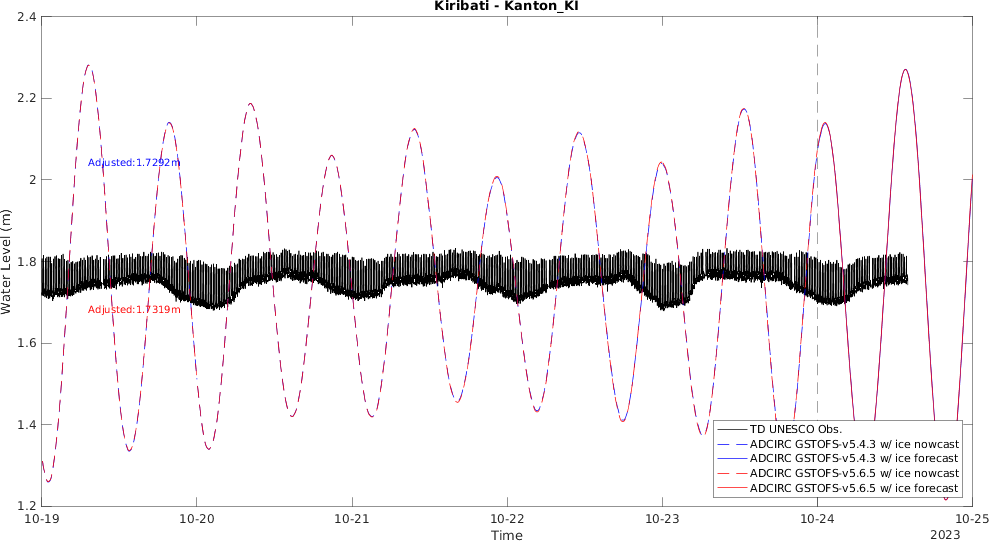 Kiribati - Kanton_KI
2.4
2.2
2
1.8
1.6
1.4
1.2
Water Level (m)
Adjusted:1.7292m
Adjusted:1.7319m
TD UNESCO Obs.
ADCIRC GSTOFS-v5.4.3 w/ ice nowcast
ADCIRC GSTOFS-v5.4.3 w/ ice forecast
ADCIRC GSTOFS-v5.6.5 w/ ice nowcast
ADCIRC GSTOFS-v5.6.5 w/ ice forecast
10-19 10-20 10-21 10-22 10-23 10-24 10-25
Time
2023